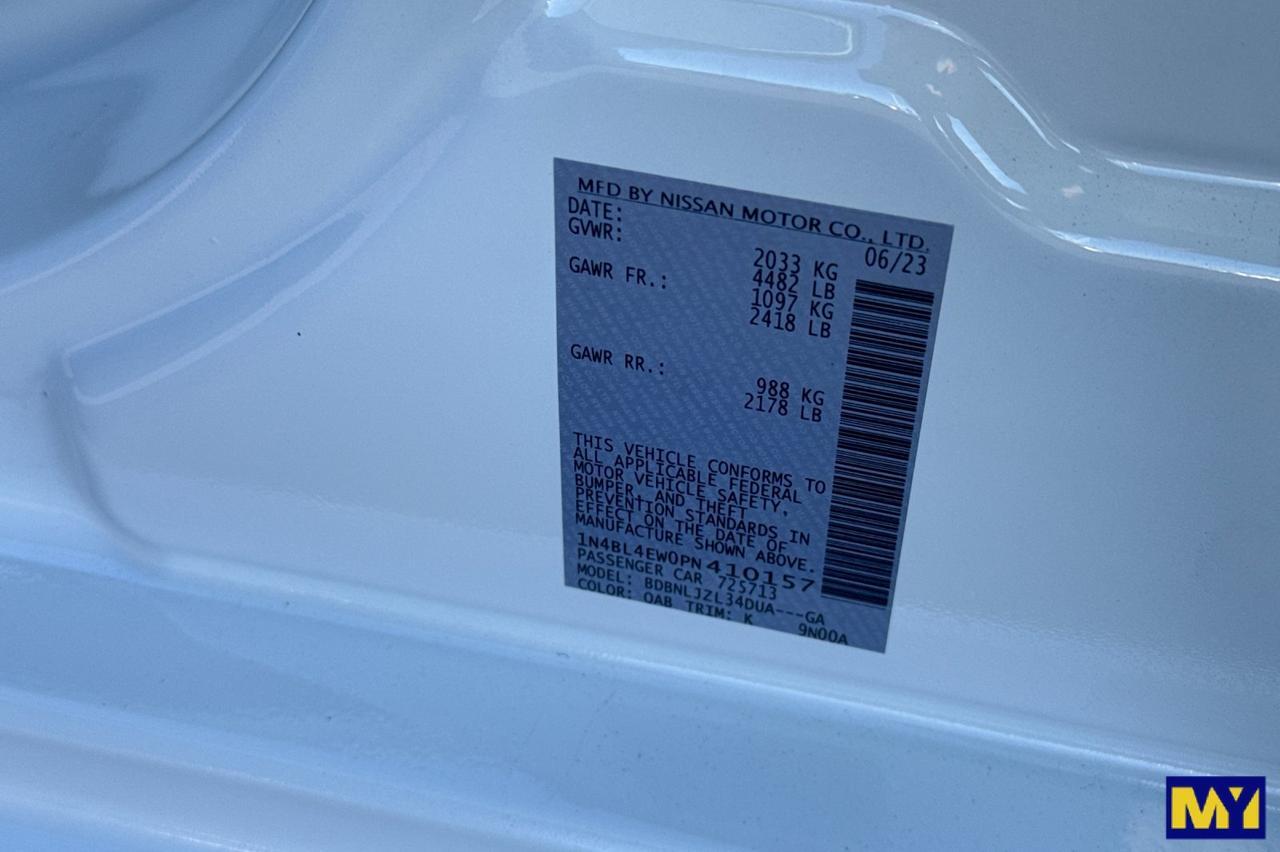 MFD BY NISSAN MOTOR CO., LTD.
DATE: 06/23
GVWR: 2033 KG
4482 LB
GAWR FR.: 1097 KG
2418 LB
GAWR RR.: 988 KG
2178 LB
THIS VEHICLE CONFORMS TO
ALL APPLICABLE FEDERAL
MOTOR VEHICLE SAFETY,
BUMPER, AND THEFT
PREVENTION STANDARDS IN
EFFECT ON THE DATE OF
MANUFACTURE SHOWN ABOVE.
1N4BL4EW0PN410157
PASSENGER CAR 725713
MODEL: BDBNLJZL34DUA---GA
COLOR: QAB TRIM: K 9N00A
MY